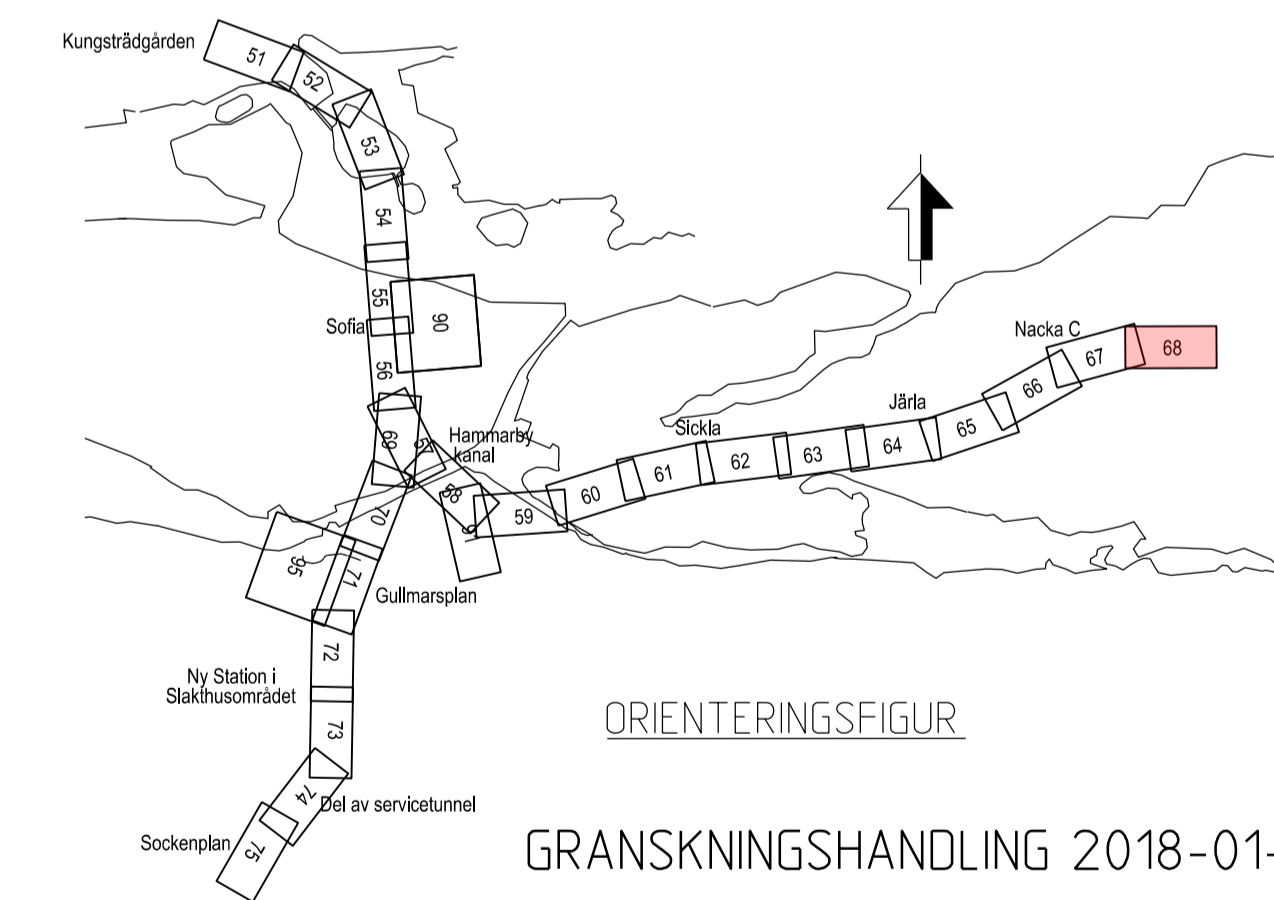 Kungsträdgården
51
52
53
54
55
Sofia
90
56
Nacka C
67
68
66
Järla
65
64
63
62
Sickla
61
60
Hammarby
kanal
69
57
58
59
70
95
71
Gullmarsplan
72
Ny Station i
Slakthusområdet
73
ORIENTERINGSFIGUR
74
Del av servicetunnel
Sockenplan
75
GRANSKNINGSHANDLING 2018-01-